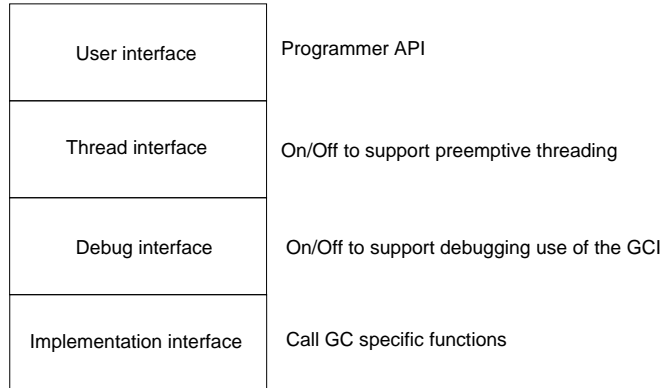 User interface
Programmer API
Thread interface
On/Off to support preemptive threading
Debug interface
On/Off to support debugging use of the GCI
Implementation interface
Call GC specific functions